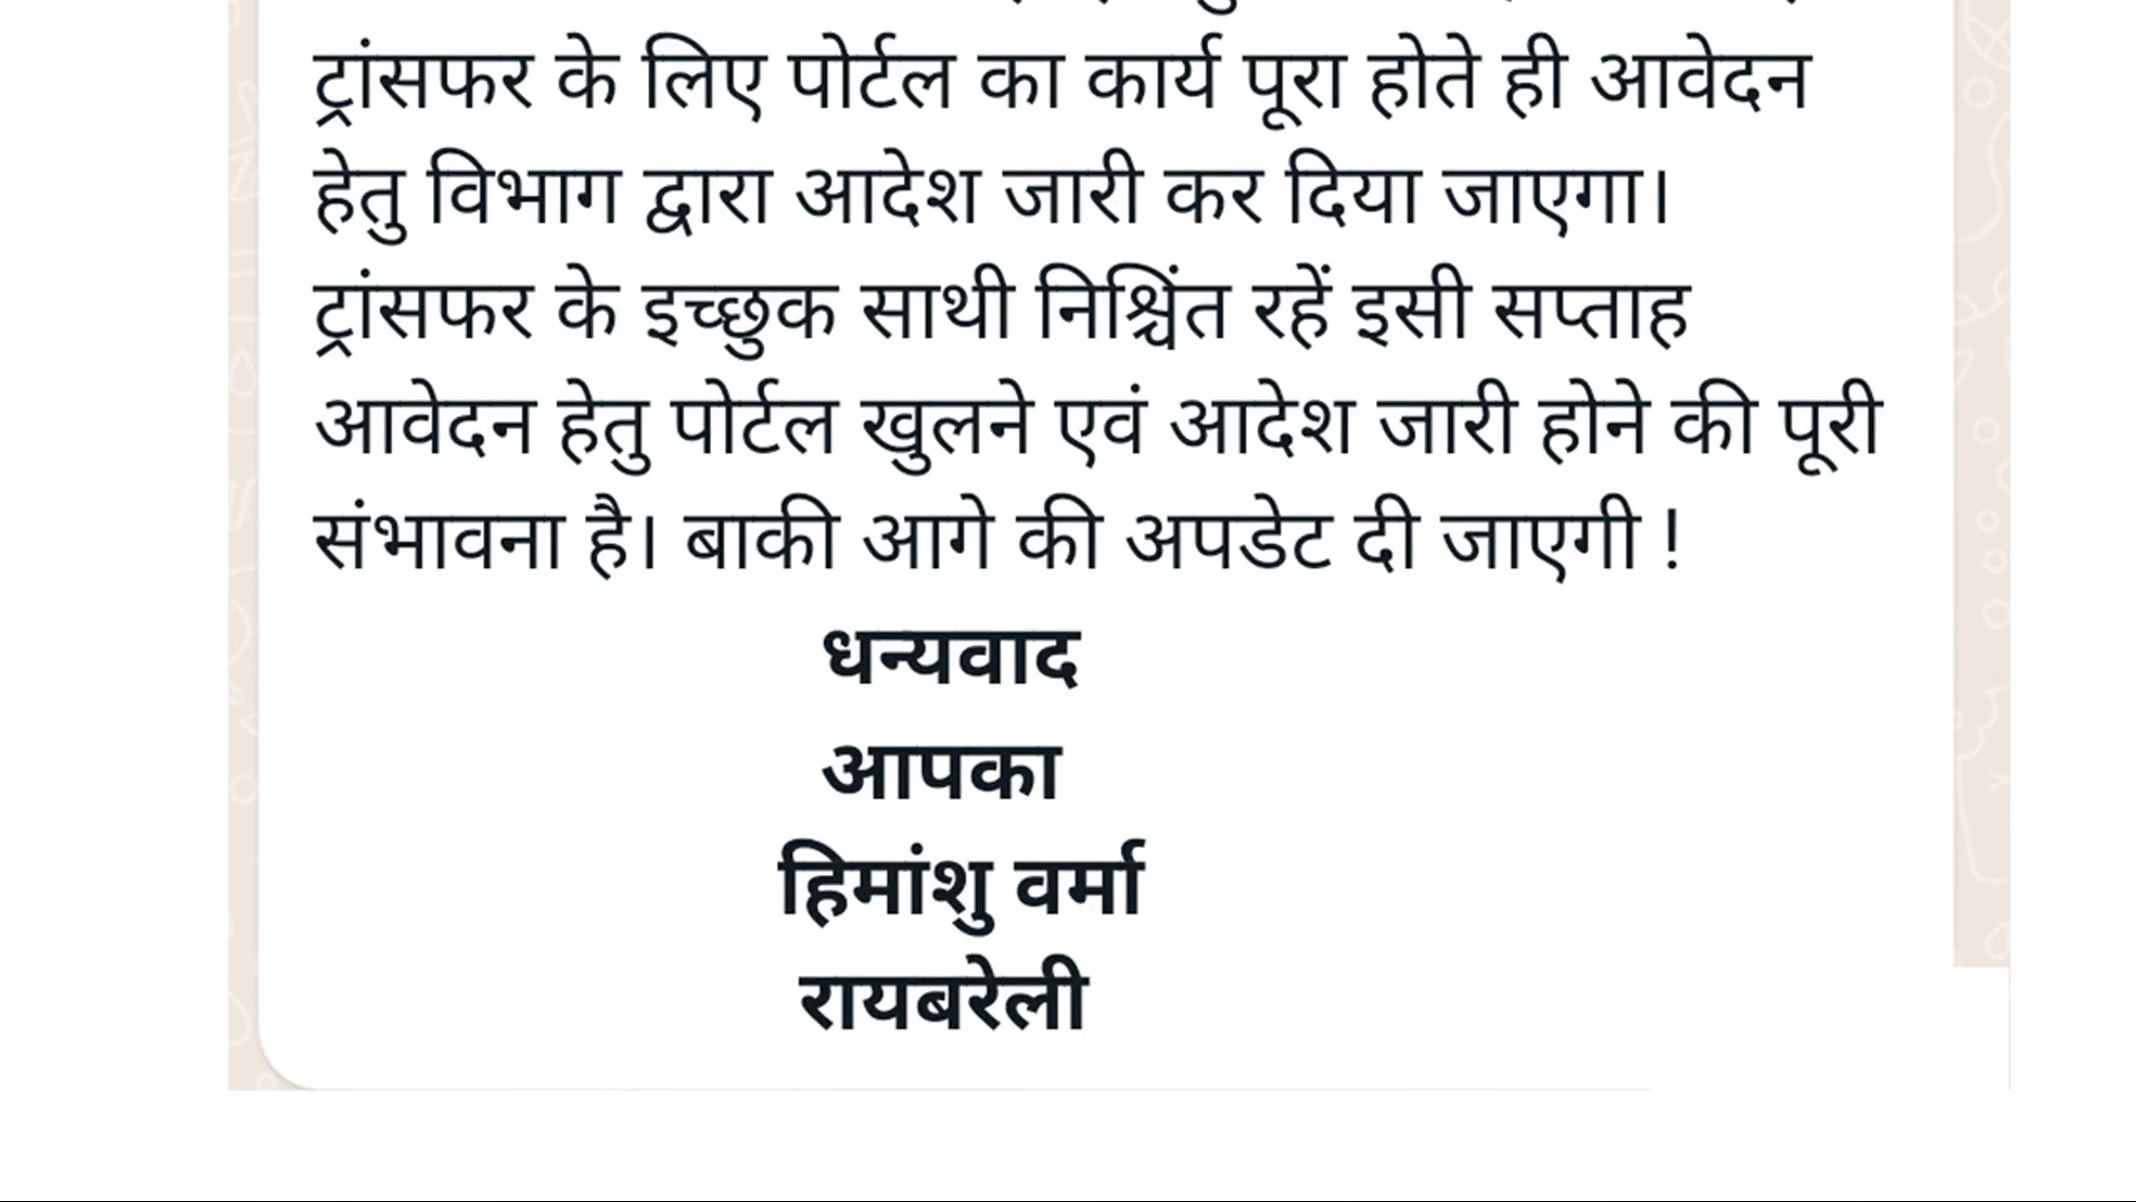 ट्रांसफर के लिए पोर्टल का कार्य पूरा होते ही आवेदन
हेतु विभाग द्वारा आदेश जारी कर दिया जाएगा।
ट्रांसफर के इच्छुक साथी निश्चिंत रहें इसी सप्ताह
आवेदन हेतु पोर्टल खुलने एवं आदेश जारी होने की पूरी
संभावना है। बाकी आगे की अपडेट दी जाएगी !
धन्यवाद
आपका
हिमांशु वर्मा
रायबरेली